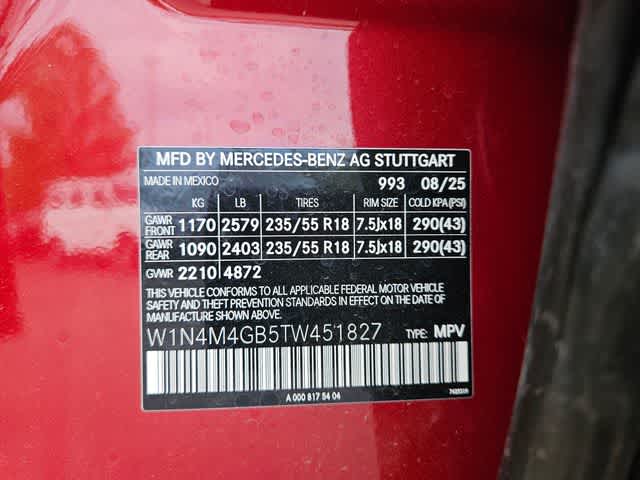 MFD BY MERCEDES-BENZ AG STUTTGART
MADE IN MEXICO 993 08/25
KG LB TIRES RIM SIZE COLD KPA(PSI)
GAWR FRONT 1170 2579 235/55 R18 7.5Jx18 290(43)
GAWR REAR 1090 2403 235/55 R18 7.5Jx18 290(43)
GVWR 2210 4872
THIS VEHICLE CONFORMS TO ALL APPLICABLE FEDERAL MOTOR VEHICLE
SAFETY AND THEFT PREVENTION STANDARDS IN EFFECT ON THE DATE
OF MANUFACTURE SHOWN ABOVE.
W1N4M4GB5TW451827 TYPE: MPV
A 000 817 54 04